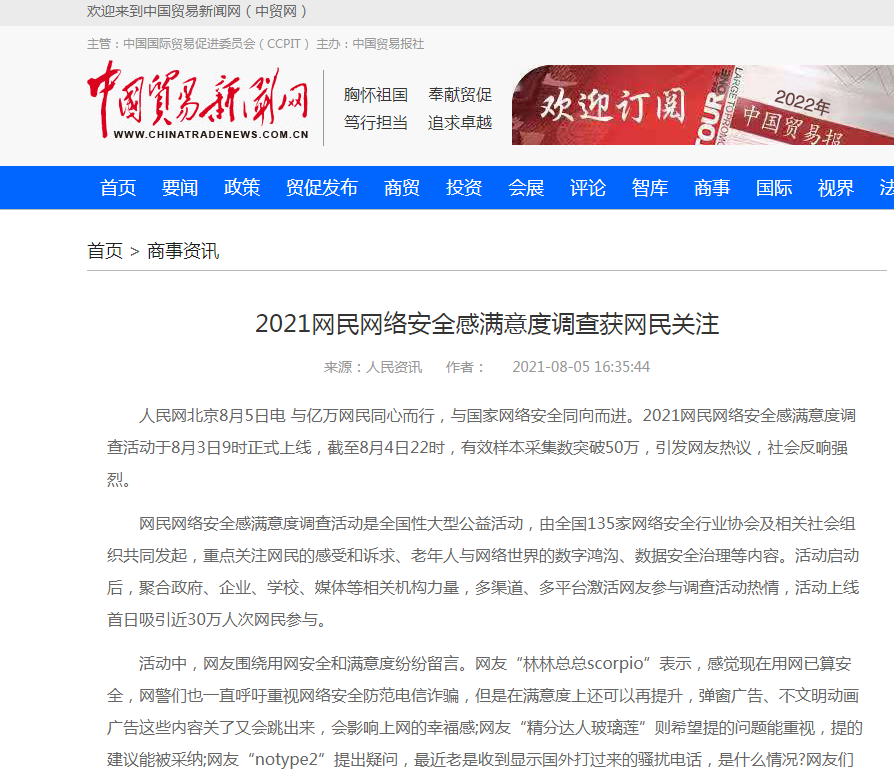 欢迎来到中国贸易新闻网（中贸网）
主管：中国国际贸易促进委员会（CCPIT） 主办：中国贸易报社
中国貿易新闻网
WWW.CHINATRADENEWS.COM.CN
胸怀祖国 奉献贸促
笃行担当 追求卓越
欢迎订阅
2022年
中国贸易报
首页 要闻 政策 贸促发布 商贸 投资 会展 评论 智库 商事 国际 视界 法
首页 > 商事资讯
2021网民网络安全感满意度调查获网民关注
来源：人民资讯 作者： 2021-08-05 16:35:44
人民网北京8月5日电 与亿万网民同心而行，与国家网络安全同向而进。2021网民网络安全感满意度调
查活动于8月3日9时正式上线，截至8月4日22时，有效样本采集数突破50万，引发网友热议，社会反响强
烈。
网民网络安全感满意度调查活动是全国性大型公益活动，由全国135家网络安全行业协会及相关社会组
织共同发起，重点关注网民的感受和诉求、老年人与网络世界的数字鸿沟、数据安全治理等内容。活动启动
后，聚合政府、企业、学校、媒体等相关机构力量，多渠道、多平台激活网友参与调查活动热情，活动上线
首日吸引近30万人次网民参与。
活动中，网友围绕用网安全和满意度纷纷留言。网友“林林总总scorpio”表示，感觉现在用网已算安
全，网警们也一直呼吁重视网络安全防范电信诈骗，但是在满意度上还可以再提升，弹窗广告、不文明动画
广告这些内容关了又会跳出来，会影响上网的幸福感;网友“精分达人玻璃莲”则希望提的问题能重视，提的
建议能被采纳;网友“notype2”提出疑问，最近老是收到显示国外打过来的骚扰电话，是什么情况?网友们